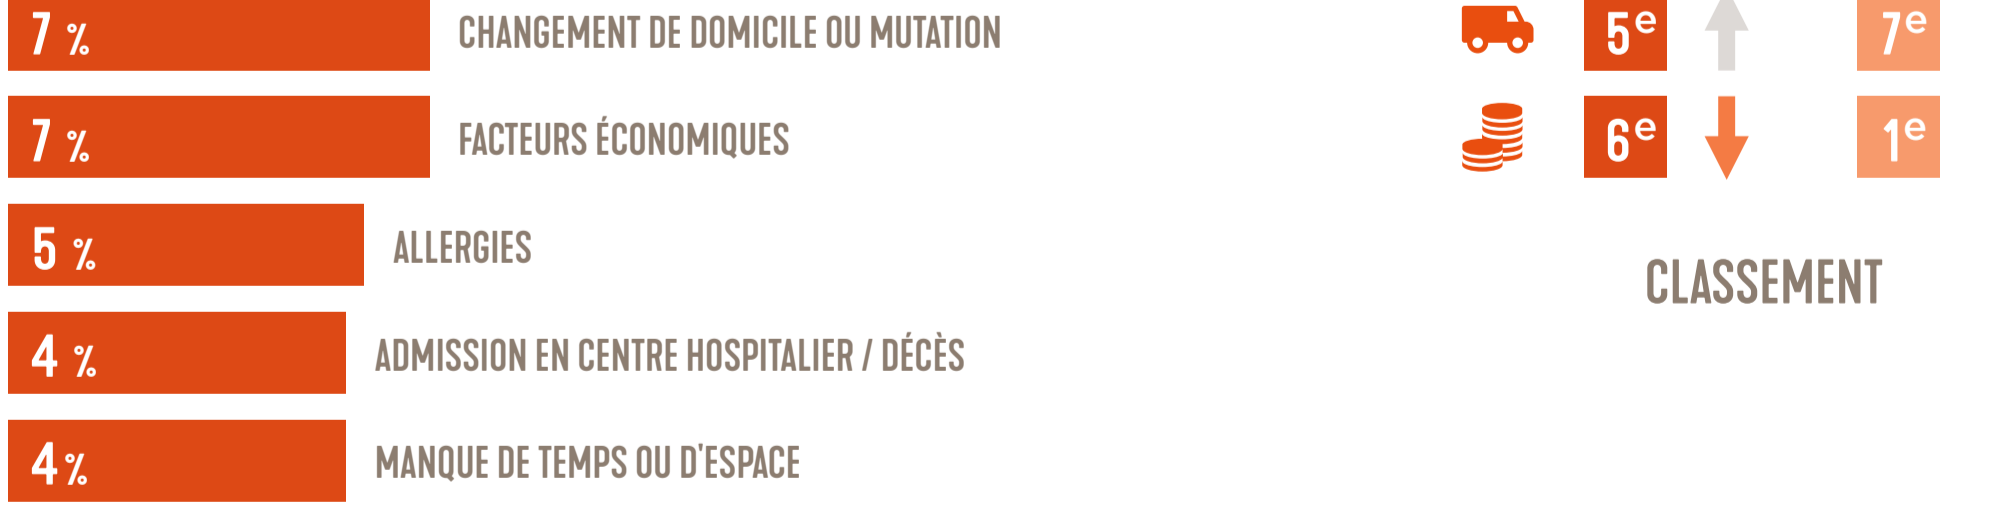 7 % CHANGEMENT DE DOMICILE OU MUTATION 5e 7e
7 % FACTEURS ÉCONOMIQUES 6e 1e
5 % ALLERGIES
CLASSEMENT
4 % ADMISSION EN CENTRE HOSPITALIER / DÉCÈS
4 % MANQUE DE TEMPS OU D'ESPACE